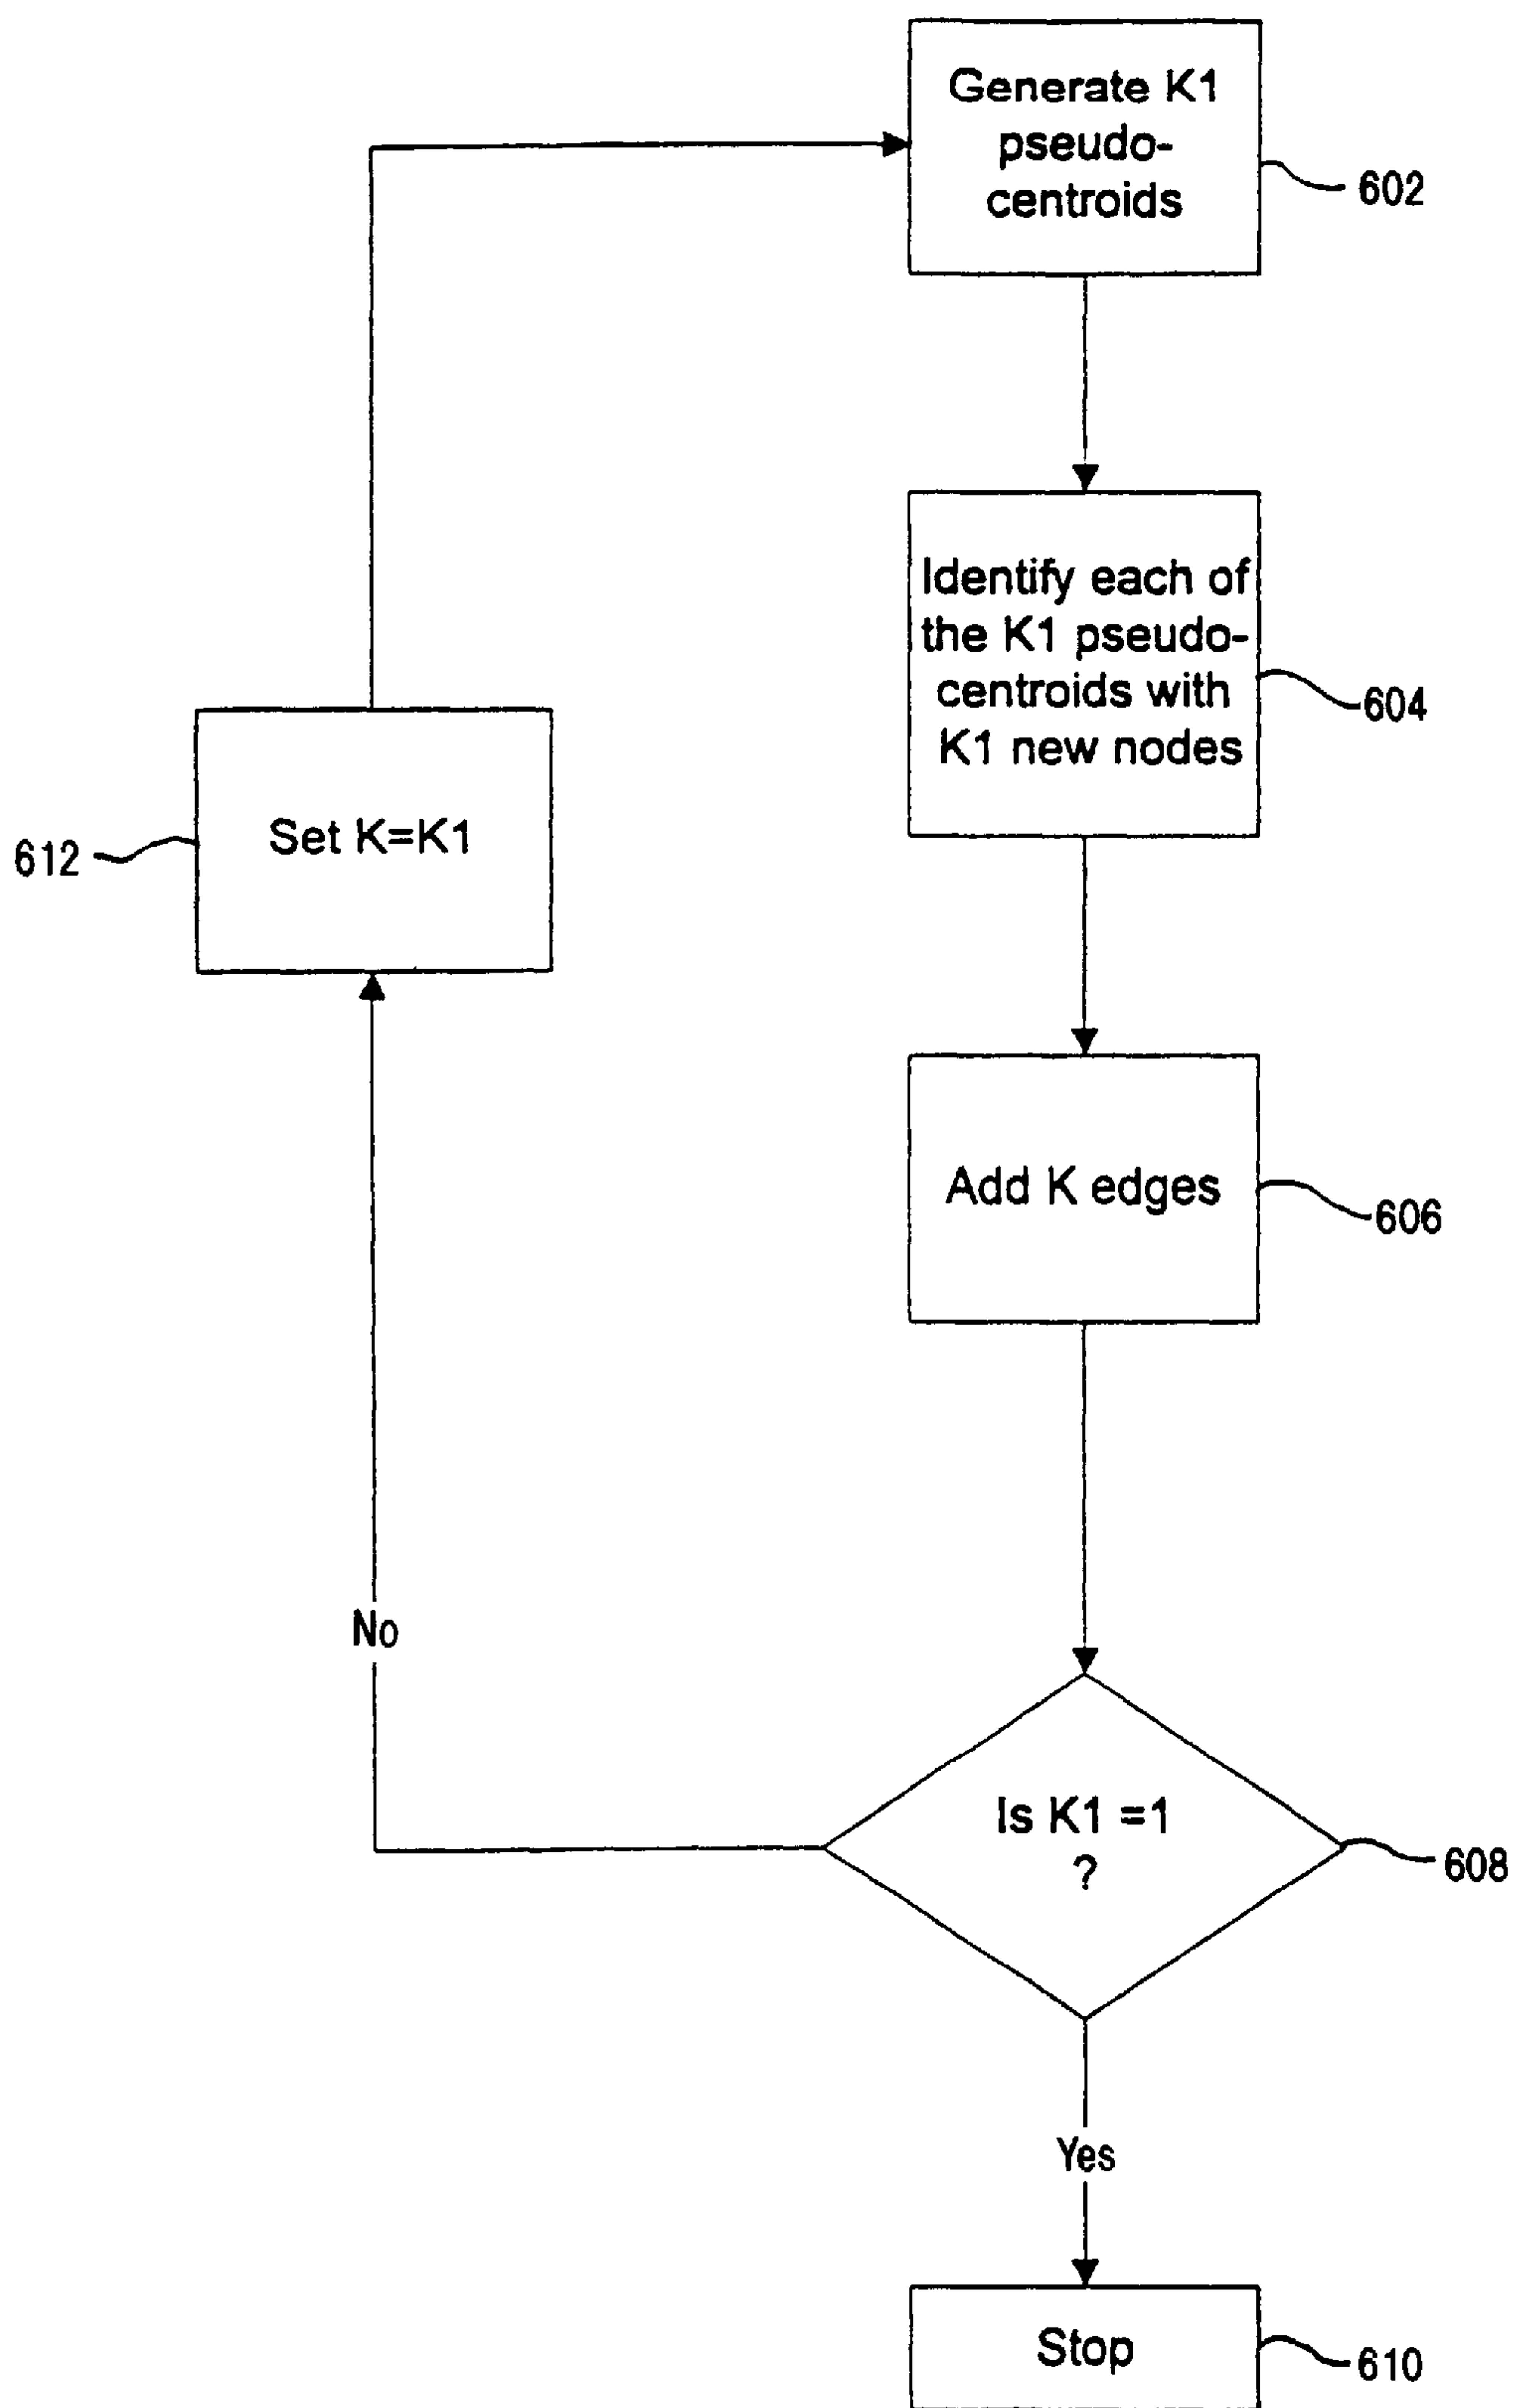 Generate K1
pseudo-
centroids
602
Identify each of
the K1 pseudo-
centroids with
K1 new nodes
604
Set K=K1
612
Add K edges
606
No
Is K1 =1
?
608
Yes
Stop
610